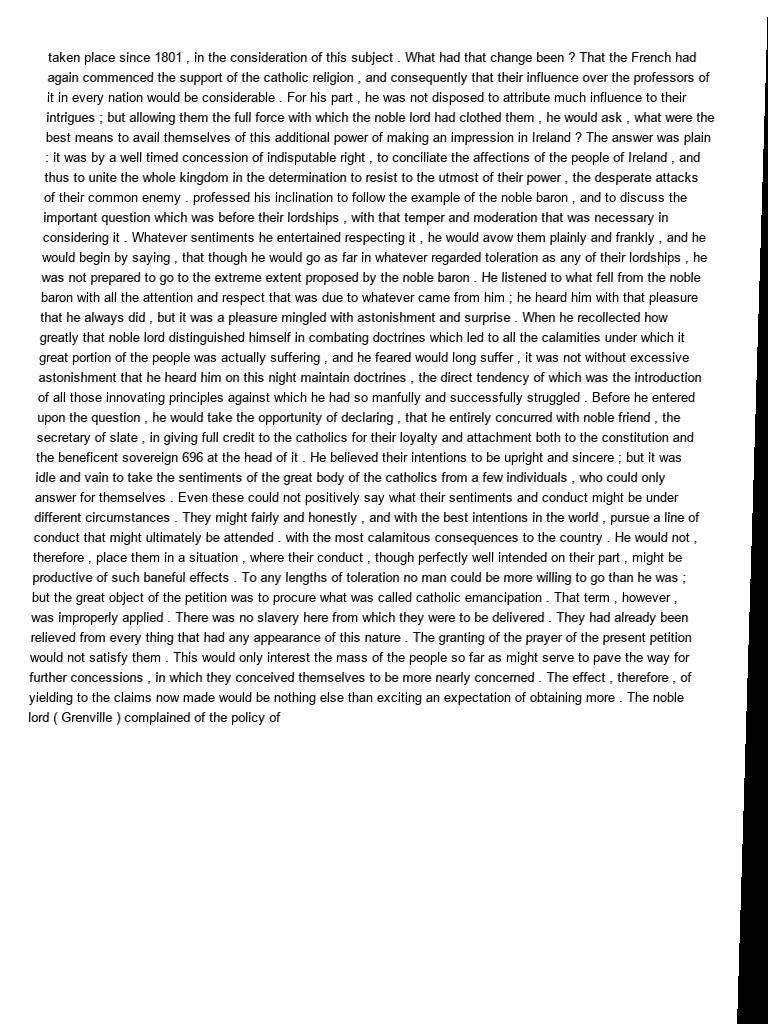 taken place since 1801 , in the consideration of this subject . What had that change been ? That the French had
again commenced the support of the catholic religion , and consequently that their influence over the professors of
it in every nation would be considerable . For his part , he was not disposed to attribute much influence to their
intrigues ; but allowing them the full force with which the noble lord had clothed them , he would ask , what were the
best means to avail themselves of this additional power of making an impression in Ireland ? The answer was plain
: it was by a well timed concession of indisputable right , to conciliate the affections of the people of Ireland , and
thus to unite the whole kingdom in the determination to resist to the utmost of their power , the desperate attacks
of their common enemy . professed his inclination to follow the example of the noble baron , and to discuss the
important question which was before their lordships , with that temper and moderation that was necessary in
considering it . Whatever sentiments he entertained respecting it , he would avow them plainly and frankly , and he
would begin by saying , that though he would go as far in whatever regarded toleration as any of their lordships , he
was not prepared to go to the extreme extent proposed by the noble baron . He listened to what fell from the noble
baron with all the attention and respect that was due to whatever came from him ; he heard him with that pleasure
that he always did , but it was a pleasure mingled with astonishment and surprise . When he recollected how
greatly that noble lord distinguished himself in combating doctrines which led to all the calamities under which it
great portion of the people was actually suffering , and he feared would long suffer , it was not without excessive
astonishment that he heard him on this night maintain doctrines , the direct tendency of which was the introduction
of all those innovating principles against which he had so manfully and successfully struggled . Before he entered
upon the question , he would take the opportunity of declaring , that he entirely concurred with noble friend , the
secretary of slate , in giving full credit to the catholics for their loyalty and attachment both to the constitution and
the beneficent sovereign 696 at the head of it . He believed their intentions to be upright and sincere ; but it was
idle and vain to take the sentiments of the great body of the catholics from a few individuals , who could only
answer for themselves . Even these could not positively say what their sentiments and conduct might be under
different circumstances . They might fairly and honestly , and with the best intentions in the world , pursue a line of
conduct that might ultimately be attended . with the most calamitous consequences to the country . He would not ,
therefore , place them in a situation , where their conduct , though perfectly well intended on their part , might be
productive of such baneful effects . To any lengths of toleration no man could be more willing to go than he was ;
but the great object of the petition was to procure what was called catholic emancipation . That term , however ,
was improperly applied . There was no slavery here from which they were to be delivered . They had already been
relieved from every thing that had any appearance of this nature . The granting of the prayer of the present petition
would not satisfy them . This would only interest the mass of the people so far as might serve to pave the way for
further concessions , in which they conceived themselves to be more nearly concerned . The effect , therefore , of
yielding to the claims now made would be nothing else than exciting an expectation of obtaining more . The noble
lord ( Grenville ) complained of the policy of